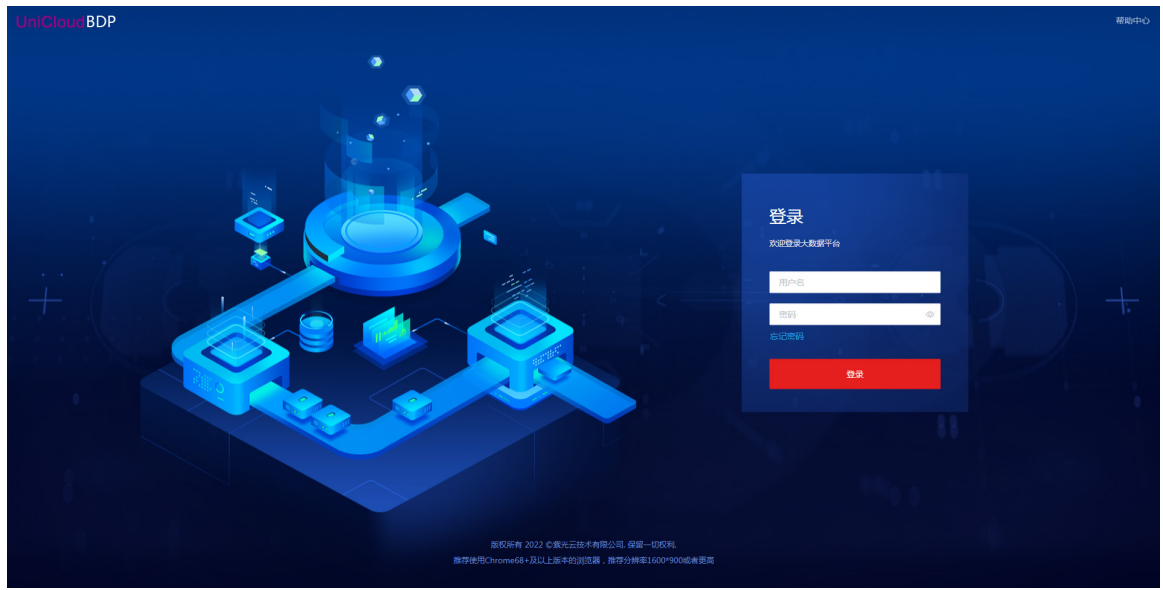 UniCloudBDP
帮助中心
登录
欢迎登录大数据平台
用户名
密码
忘记密码
登录
版权所有 2022 ©紫光云技术有限公司, 保留一切权利.
推荐使用Chrome68+及以上版本的浏览器，推荐分辨率1600*900或者更高